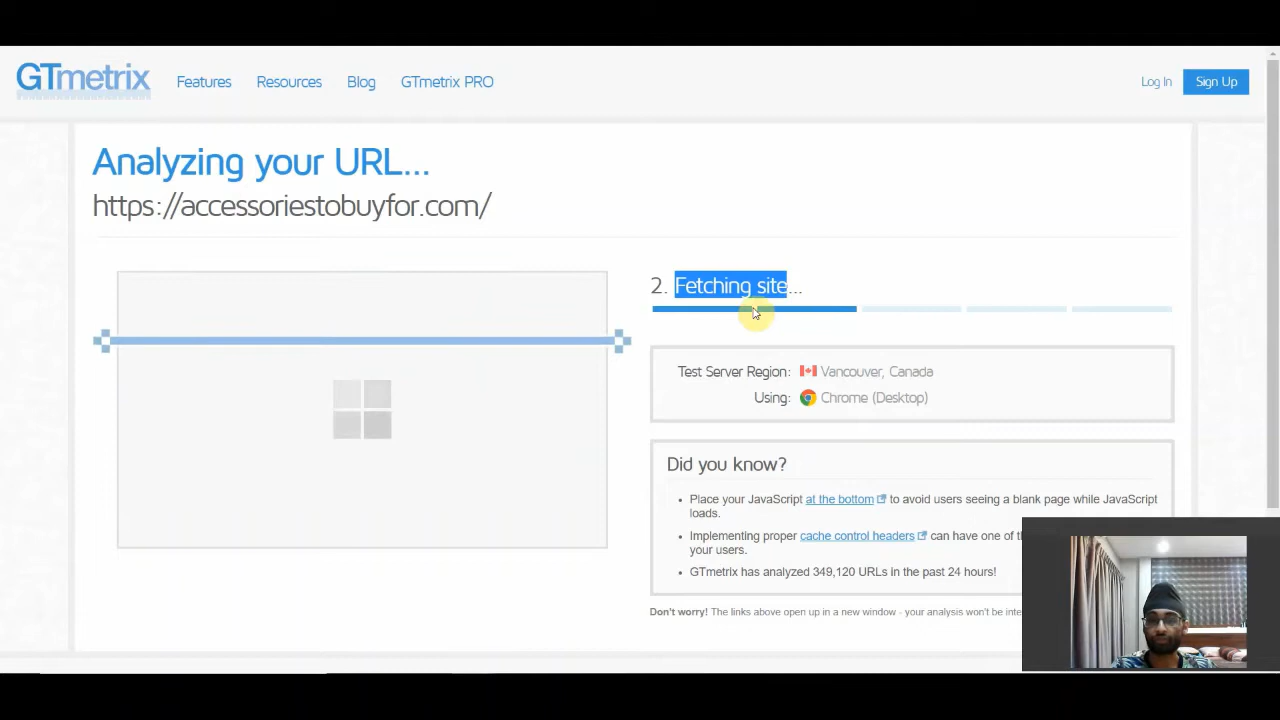 GTmetrix
Features
Resources
Blog
GTmetrix PRO
Log In
Sign Up
Analyzing your URL...
https://accessoriestobuyfor.com/
2. Fetching site...
Test Server Region: Vancouver, Canada
Using: Chrome (Desktop)
Did you know?
Place your JavaScript at the bottom to avoid users seeing a blank page while JavaScript
loads.
Implementing proper cache control headers can have one of
your users.
GTmetrix has analyzed 349,120 URLs in the past 24 hours!
Don't worry! The links above open up in a new window - your analysis won't be